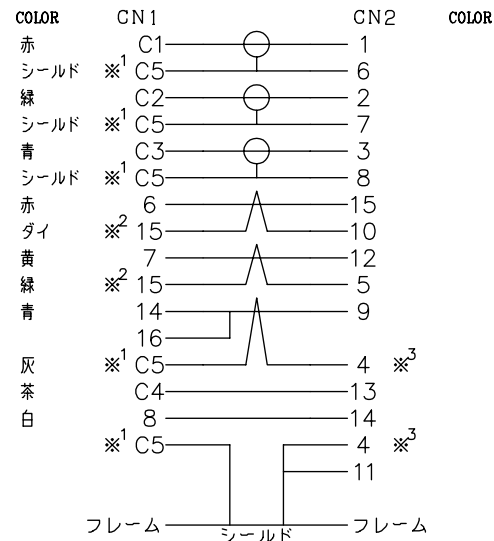 COLOR CN1 CN2 COLOR
赤 C1 1
シールド ※1 C5 6
緑 C2 2
シールド ※1 C5 7
青 C3 3
シールド ※1 C5 8
赤 6 15
ダイ ※2 15 10
黄 7 12
緑 ※2 15 5
青 14 9
16
灰 ※1 C5 4 ※3
茶 C4 13
白 8 14
※1 C5 4 ※3
11
フレーム フレーム
シールド